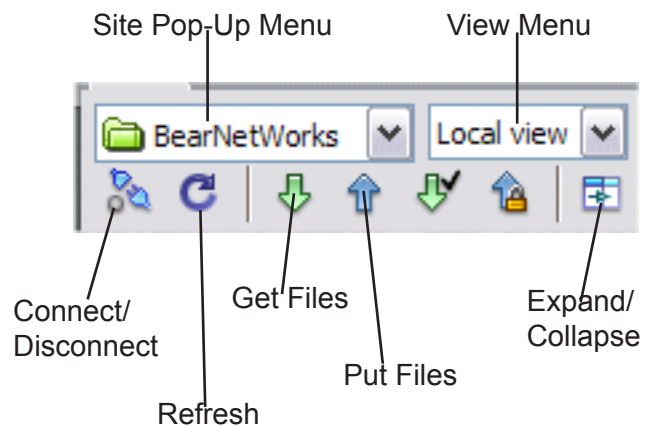 Site Pop-Up Menu
View Menu
BearNetWorks
Local view
Connect/
Disconnect
Get Files
Expand/
Collapse
Put Files
Refresh